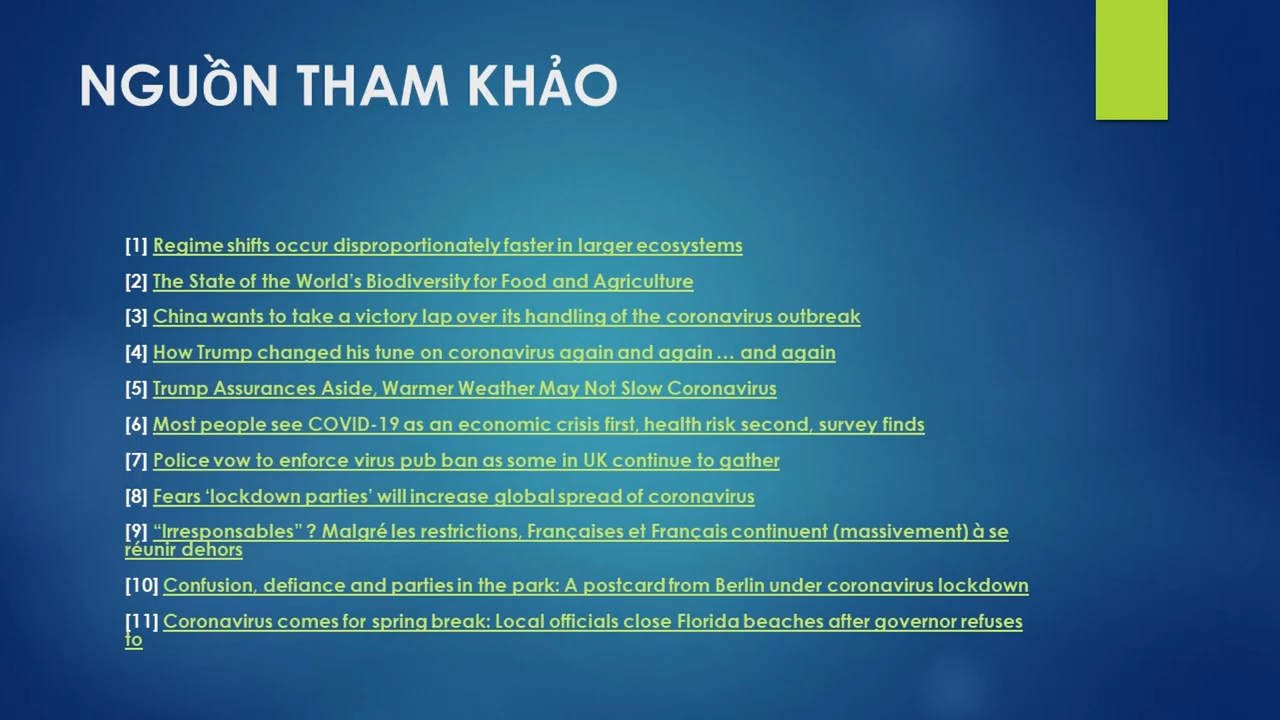 NGUỒN THAM KHẢO
[1] Regime shifts occur disproportionately faster in larger ecosystems
[2] The State of the World’s Biodiversity for Food and Agriculture
[3] China wants to take a victory lap over its handling of the coronavirus outbreak
[4] How Trump changed his tune on coronavirus again and again … and again
[5] Trump Assurances Aside, Warmer Weather May Not Slow Coronavirus
[6] Most people see COVID-19 as an economic crisis first, health risk second, survey finds
[7] Police vow to enforce virus pub ban as some in UK continue to gather
[8] Fears ‘lockdown parties’ will increase global spread of coronavirus
[9] “Irresponsables” ? Malgré les restrictions, Françaises et Français continuent (massivement) à se
réunir dehors
[10] Confusion, defiance and parties in the park: A postcard from Berlin under coronavirus lockdown
[11] Coronavirus comes for spring break: Local officials close Florida beaches after governor refuses
to